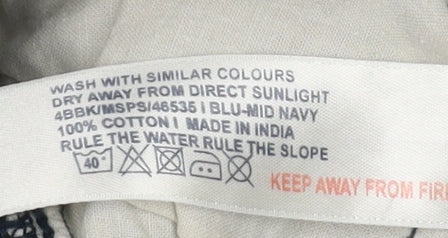 WASH WITH SIMILAR COLOURS
DRY AWAY FROM DIRECT SUNLIGHT
4BBK/MSPS/46535 I BLU-MID NAVY
100% COTTON I MADE IN INDIA
RULE THE WATER RULE THE SLOPE
40°
KEEP AWAY FROM FIRE